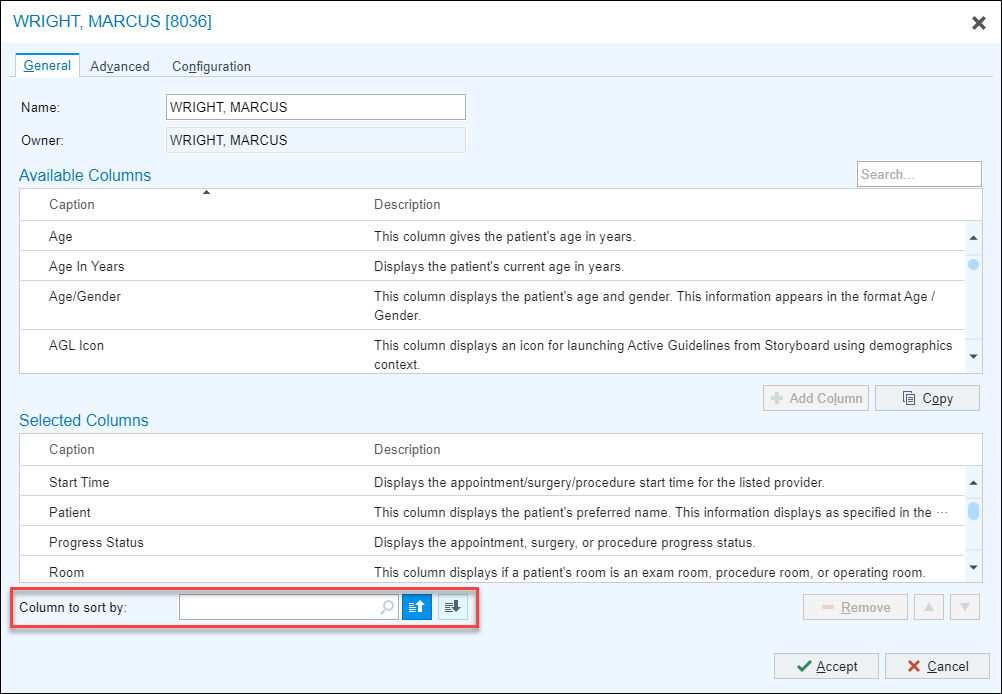 WRIGHT, MARCUS [8036]
General Advanced Configuration
Name: WRIGHT, MARCUS
Owner: WRIGHT, MARCUS
Available Columns Search...
Caption Description
Age This column gives the patient's age in years.
Age In Years Displays the patient's current age in years.
Age/Gender This column displays the patient's age and gender. This information appears in the format Age /
Gender.
AGL Icon This column displays an icon for launching Active Guidelines from Storyboard using demographics
context.
Add Column Copy
Selected Columns
Caption Description
Start Time Displays the appointment/surgery/procedure start time for the listed provider.
Patient This column displays the patient's preferred name. This information displays as specified in the ···
Progress Status Displays the appointment, surgery, or procedure progress status.
Room This column displays if a patient's room is an exam room, procedure room, or operating room.
Column to sort by: Remove
Accept Cancel